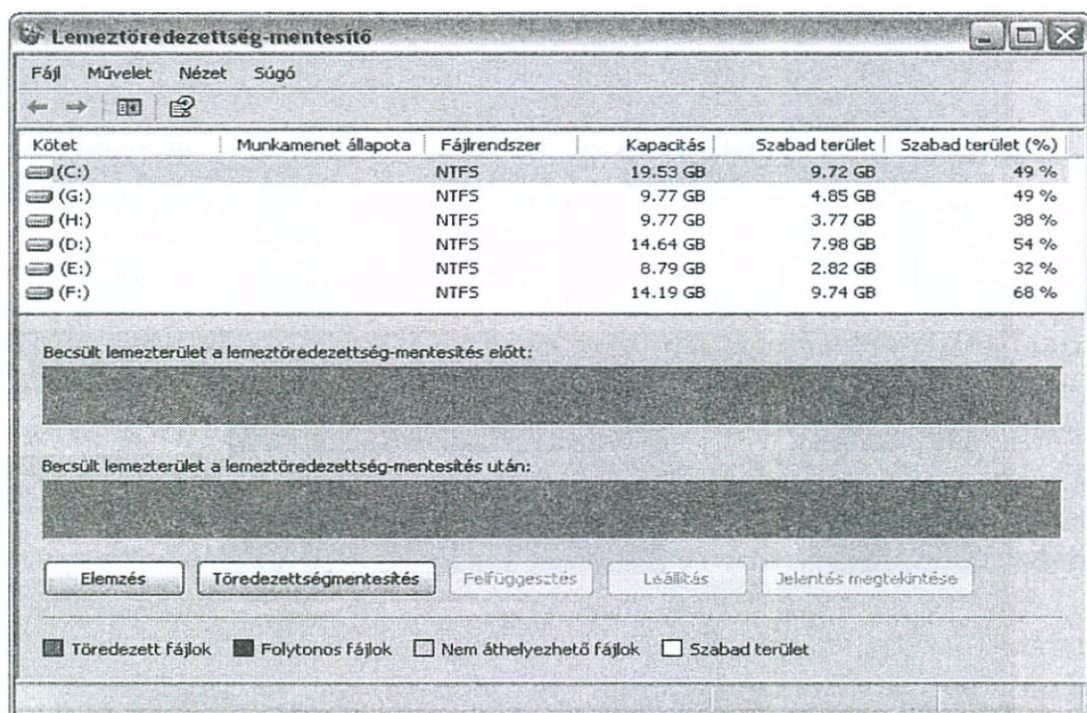 Lemeztöredezettség-mentesítő
Fájl Művelet Nézet Súgó
Kötet Munkamenet állapota Fájlrendszer Kapacitás Szabad terület Szabad terület (%)
(C:) NTFS 19.53 GB 9.72 GB 49 %
(G:) NTFS 9.77 GB 4.85 GB 49 %
(H:) NTFS 9.77 GB 3.77 GB 38 %
(D:) NTFS 14.64 GB 7.98 GB 54 %
(E:) NTFS 8.79 GB 2.82 GB 32 %
(F:) NTFS 14.19 GB 9.74 GB 68 %
Becsült lemezterület a lemeztöredezettség-mentesítés előtt:
Becsült lemezterület a lemeztöredezettség-mentesítés után:
Elemzés Töredezettségmentesítés Felfüggesztés Leállítás Jelentés megtekintése
Töredezett fájlok Folytonos fájlok Nem áthelyezhető fájlok Szabad terület